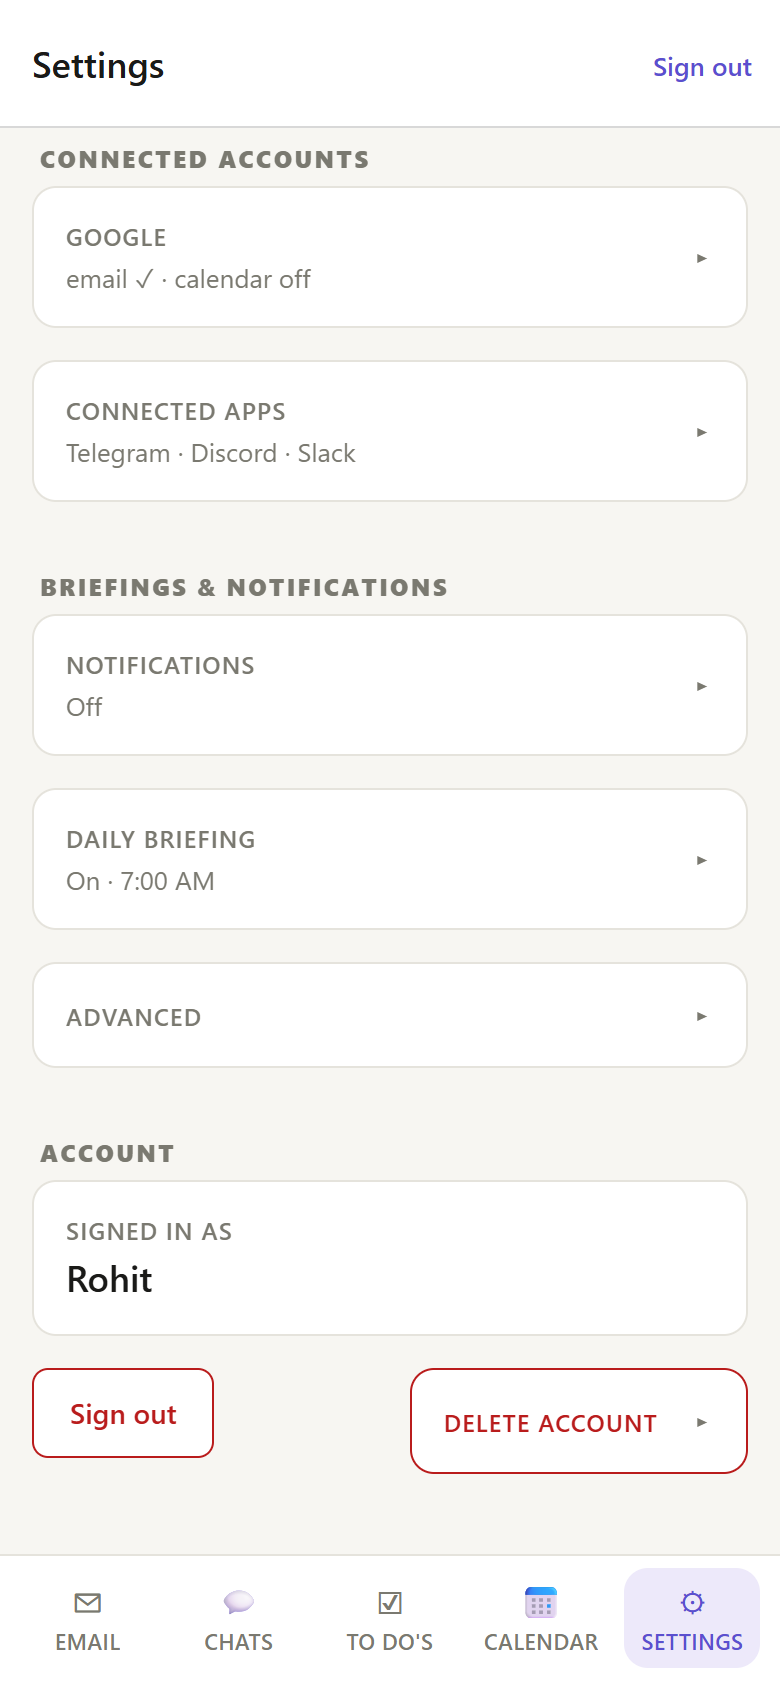 Settings
Sign out
CONNECTED ACCOUNTS
GOOGLE
email ✓ · calendar off
CONNECTED APPS
Telegram · Discord · Slack
BRIEFINGS & NOTIFICATIONS
NOTIFICATIONS
Off
DAILY BRIEFING
On · 7:00 AM
ADVANCED
ACCOUNT
SIGNED IN AS
Rohit
Sign out
DELETE ACCOUNT
EMAIL
CHATS
TO DO'S
CALENDAR
SETTINGS